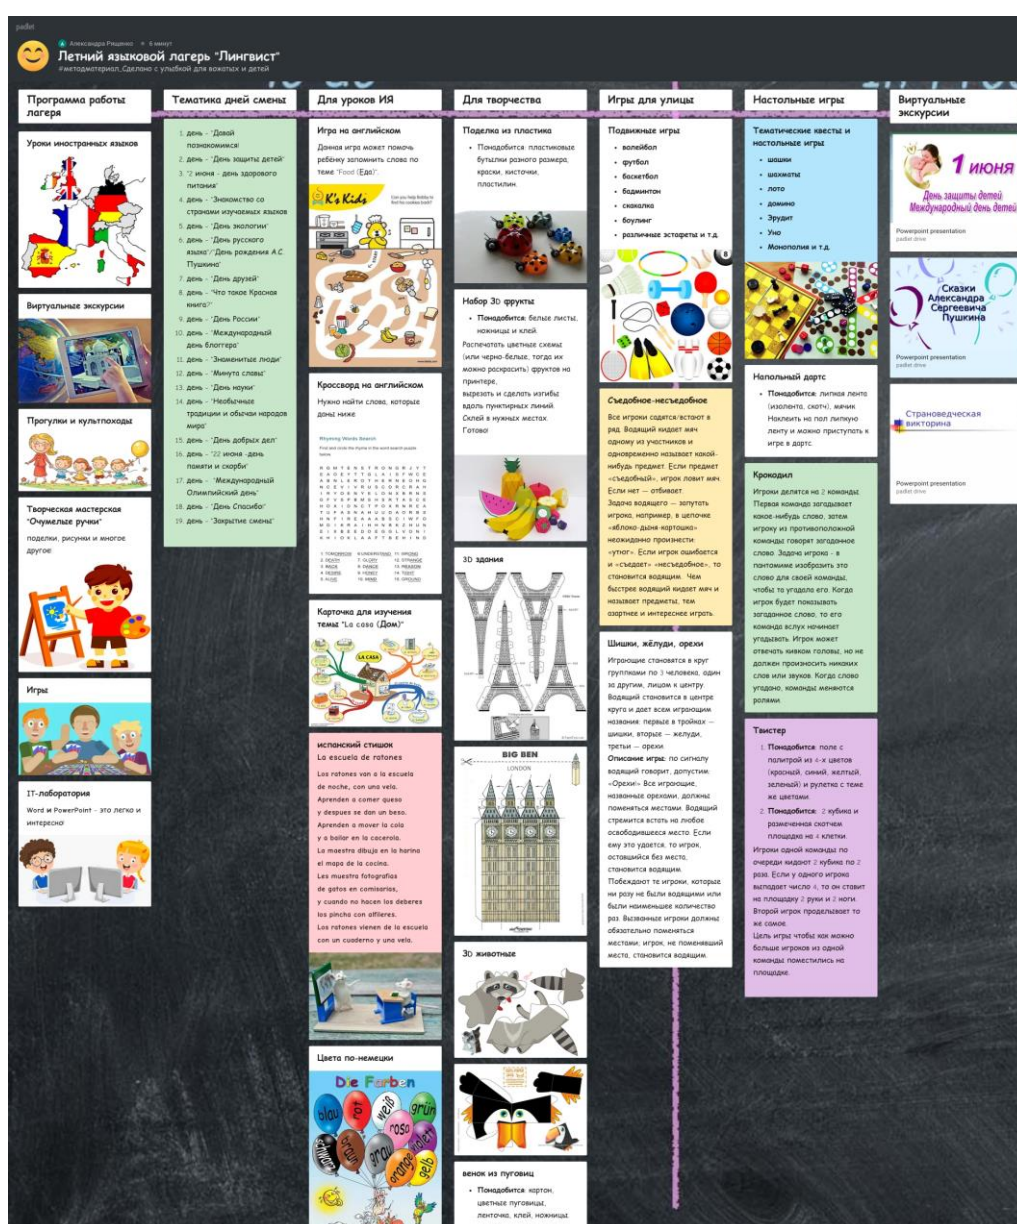 padlet
Александра Рященко • 6 минут
Летний языковой лагерь "Лингвист"
#методматериал_Сделано с улыбкой для вожатых и детей
Программа работы
лагеря
Уроки иностранных языков
Виртуальные экскурсии
Прогулки и культпоходы
Творческая мастерская
"Очумелые ручки"
поделки, рисунки и многое
другое!
Игры
IT-лаборатория
Word и PowerPoint - это легко и
интересно!
Тематика дней смены
1. день - "Давай
познакомимся!
2. день - "День защиты детей"
3. "2 июня - день здорового
питания"
4. день - "Знакомство со
странами изучаемых языков
5. день - "День экологии"
6. день - "День русского
языка"/"День рождения А.С.
Пушкина"
7. день - "День друзей"
8. день - "Что такое Красная
книга?"
9. день - "День России"
10. день - "Международный
день блоггера"
11. день - "Знаменитые люди"
12. день - "Минута славы"
13. день - "День науки"
14. день - "Необычные
традиции и обычаи народов
мира"
15. день - "День добрых дел"
16. день - "22 июня -день
памяти и скорби"
17. день - "Международный
Олимпийский день"
18. день - "День Спасибо"
19. день - "Закрытие смены"
Для уроков ИЯ
Игра на английском
Данная игра может помочь
ребёнку запомнить слова по
теме "Food (Еда)".
K's Kids
Can you help Bobby to
find his cookies back?
Кроссворд на английском
Нужно найти слова, которые
даны ниже
Rhyming Words Search
Карточка для изучения
темы "La casa (Дом)"
LA CASA
испанский стишок
La escuela de ratones
Los ratones van a la escuela
de noche, con una vela.
Aprenden a comer queso
y despues se dan un beso.
Aprenden a mover la cola
y a bailar en la cacerola.
La maestra dibuja en la harina
el mapa de la cocina.
Les muestra fotografias
de gatos en comisarias,
y cuando no hacen los deberes
los pincha con alfileres.
Los ratones vienen de la escuela
con un cuaderno y una vela.
Цвета по-немецки
Die Farben
blau
rot
weiß
grün
rosa
violett
schwarz
braun
grau
orange
gelb
Для творчества
Поделка из пластика
• Понадобится: пластиковые
бутылки разного размера,
краски, кисточки,
пластилин.
Набор 3D фрукты
• Понадобится: белые листы,
ножницы и клей.
Распечатать цветные схемы
(или черно-белые, тогда их
можно раскрасить) фруктов на
принтере,
вырезать и сделать изгибы
вдоль пунктирных линий.
Склей в нужных местах.
Готово!
3D здания
BIG BEN
LONDON
3D животные
венок из пуговиц
• Понадобится: картон,
цветные пуговицы,
ленточка, клей, ножницы.
Игры для улицы
Подвижные игры
• волейбол
• футбол
• баскетбол
• бадминтон
• скакалка
• боулинг
• различные эстафеты и т.д.
Съедобное-несъедобное
Все игроки садятся/встают в
ряд. Водящий кидает мяч
одному из участников и
одновременно называет какой-
нибудь предмет. Если предмет
«съедобный», игрок ловит мяч.
Если нет — отбивает.
Задача водящего — запутать
игрока, например, в цепочке
«яблоко-дыня-картошка»
неожиданно произнести:
«утюг». Если игрок ошибается
и «съедает» «несъедобное», то
становится водящим. Чем
быстрее водящий кидает мяч и
называет предметы, тем
азартнее и интереснее играть.
Шишки, жёлуди, орехи
Играющие становятся в круг
группками по 3 человека, один
за другим, лицом к центру.
Водящий становится в центре
круга и дает всем играющим
названия: первые в тройках —
шишки, вторые — желуди,
третьи — орехи.
Описание игры: по сигналу
водящий говорит, допустим:
«Орехи!» Все играющие,
названные орехами, должны
поменяться местами. Водящий
стремится встать на любое
освободившееся место. Если
ему это удается, то игрок,
оставшийся без места,
становится водящим.
Побеждают те игроки, которые
ни разу не были водящими или
были наименьшее количество
раз. Вызванные игроки должны
обязательно поменяться
местами; игрок, не поменявший
места, становится водящим.
Настольные игры
Тематические квесты и
настольные игры
• шашки
• шахматы
• лото
• домино
• Эрудит
• Уно
• Монополия и т.д.
Напольный дартс
• Понадобится: липкая лента
(изолента, скотч), мячик
Наклеить на пол липкую
ленту и можно приступать к
игре в дартс.
Крокодил
Игроки делятся на 2 команды.
Первая команда загадывает
какое-нибудь слово, затем
игроку из противоположной
команды говорят загаданное
слово. Задача игрока - в
пантомиме изобразить это
слово для своей команды,
чтобы та угадала его. Когда
игрок будет показывать
загаданное слово, то его
команда вслух начинает
угадывать. Игрок может
отвечать кивком головы, но не
должен произносить никаких
слов или звуков. Когда слово
угадано, команды меняются
ролями.
Твистер
1. Понадобится: поле с
палитрой из 4-х цветов
(красный, синий, желтый,
зеленый) и рулетка с теме
же цветами.
2. Понадобится: 2 кубика и
размеченная скотчем
площадка на 4 клетки.
Игроки одной команды по
очереди кидают 2 кубика по 2
раза. Если у одного игрока
выпадает число 4, то он ставит
на площадку 2 руки и 2 ноги.
Второй игрок проделывает то
же самое.
Цель игры чтобы как можно
больше игроков из одной
команды поместились на
площадке.
Виртуальные
экскурсии
1 июня
День защиты детей
Международный день детей
Powerpoint presentation
padlet drive
Сказки
Александра
Сергеевича
Пушкина
Powerpoint presentation
padlet drive
Страноведческая
викторина
Powerpoint presentation
padlet drive